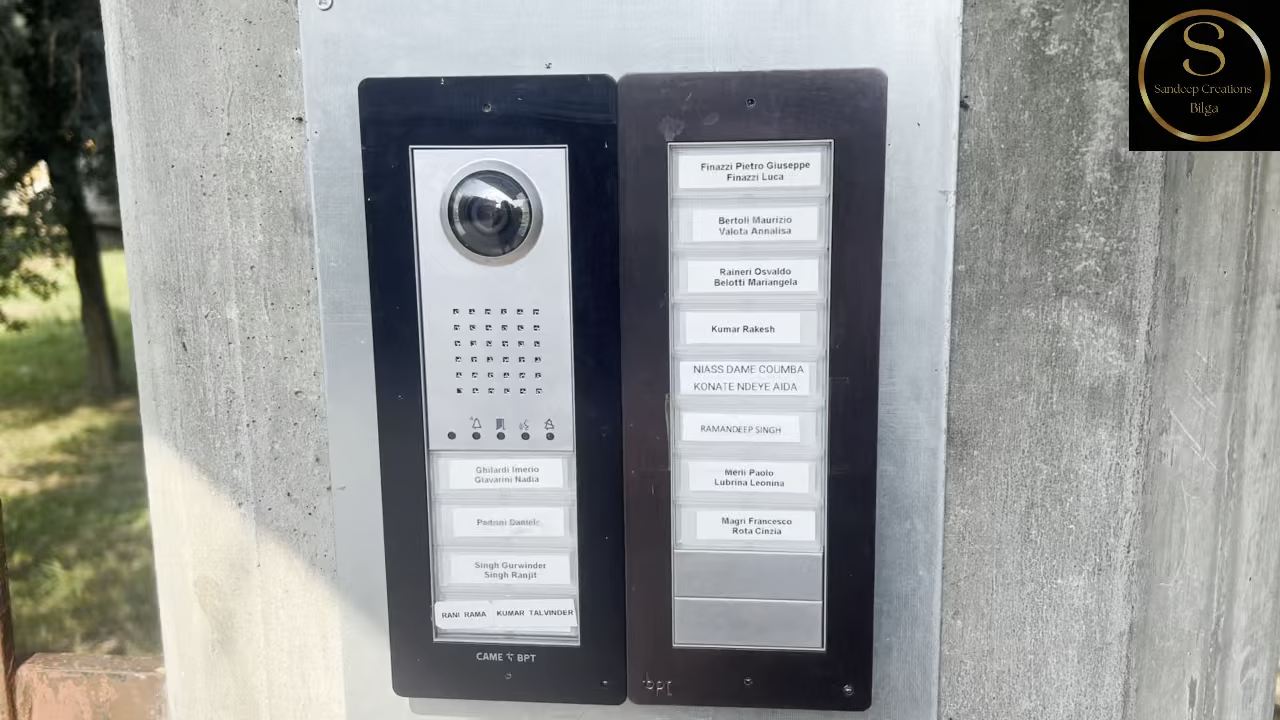 S
Sandeep Creations
Bilga
Finazzi Pietro Giuseppe
Finazzi Luca
Bertoli Maurizio
Valota Annalisa
Raineri Osvaldo
Belotti Mariangela
Kumar Rakesh
NIASS DAME COUMBA
KONATE NDEYE AIDA
RAMANDEEP SINGH
Merli Paolo
Lubrina Leonina
Magri Francesco
Rota Cinzia
Ghilardi Imerio
Giavarini Nadia
Daniele
Singh Gurwinder
Singh Ranjit
RANI RAMA KUMAR TALVINDER
CAME BPT
bpt